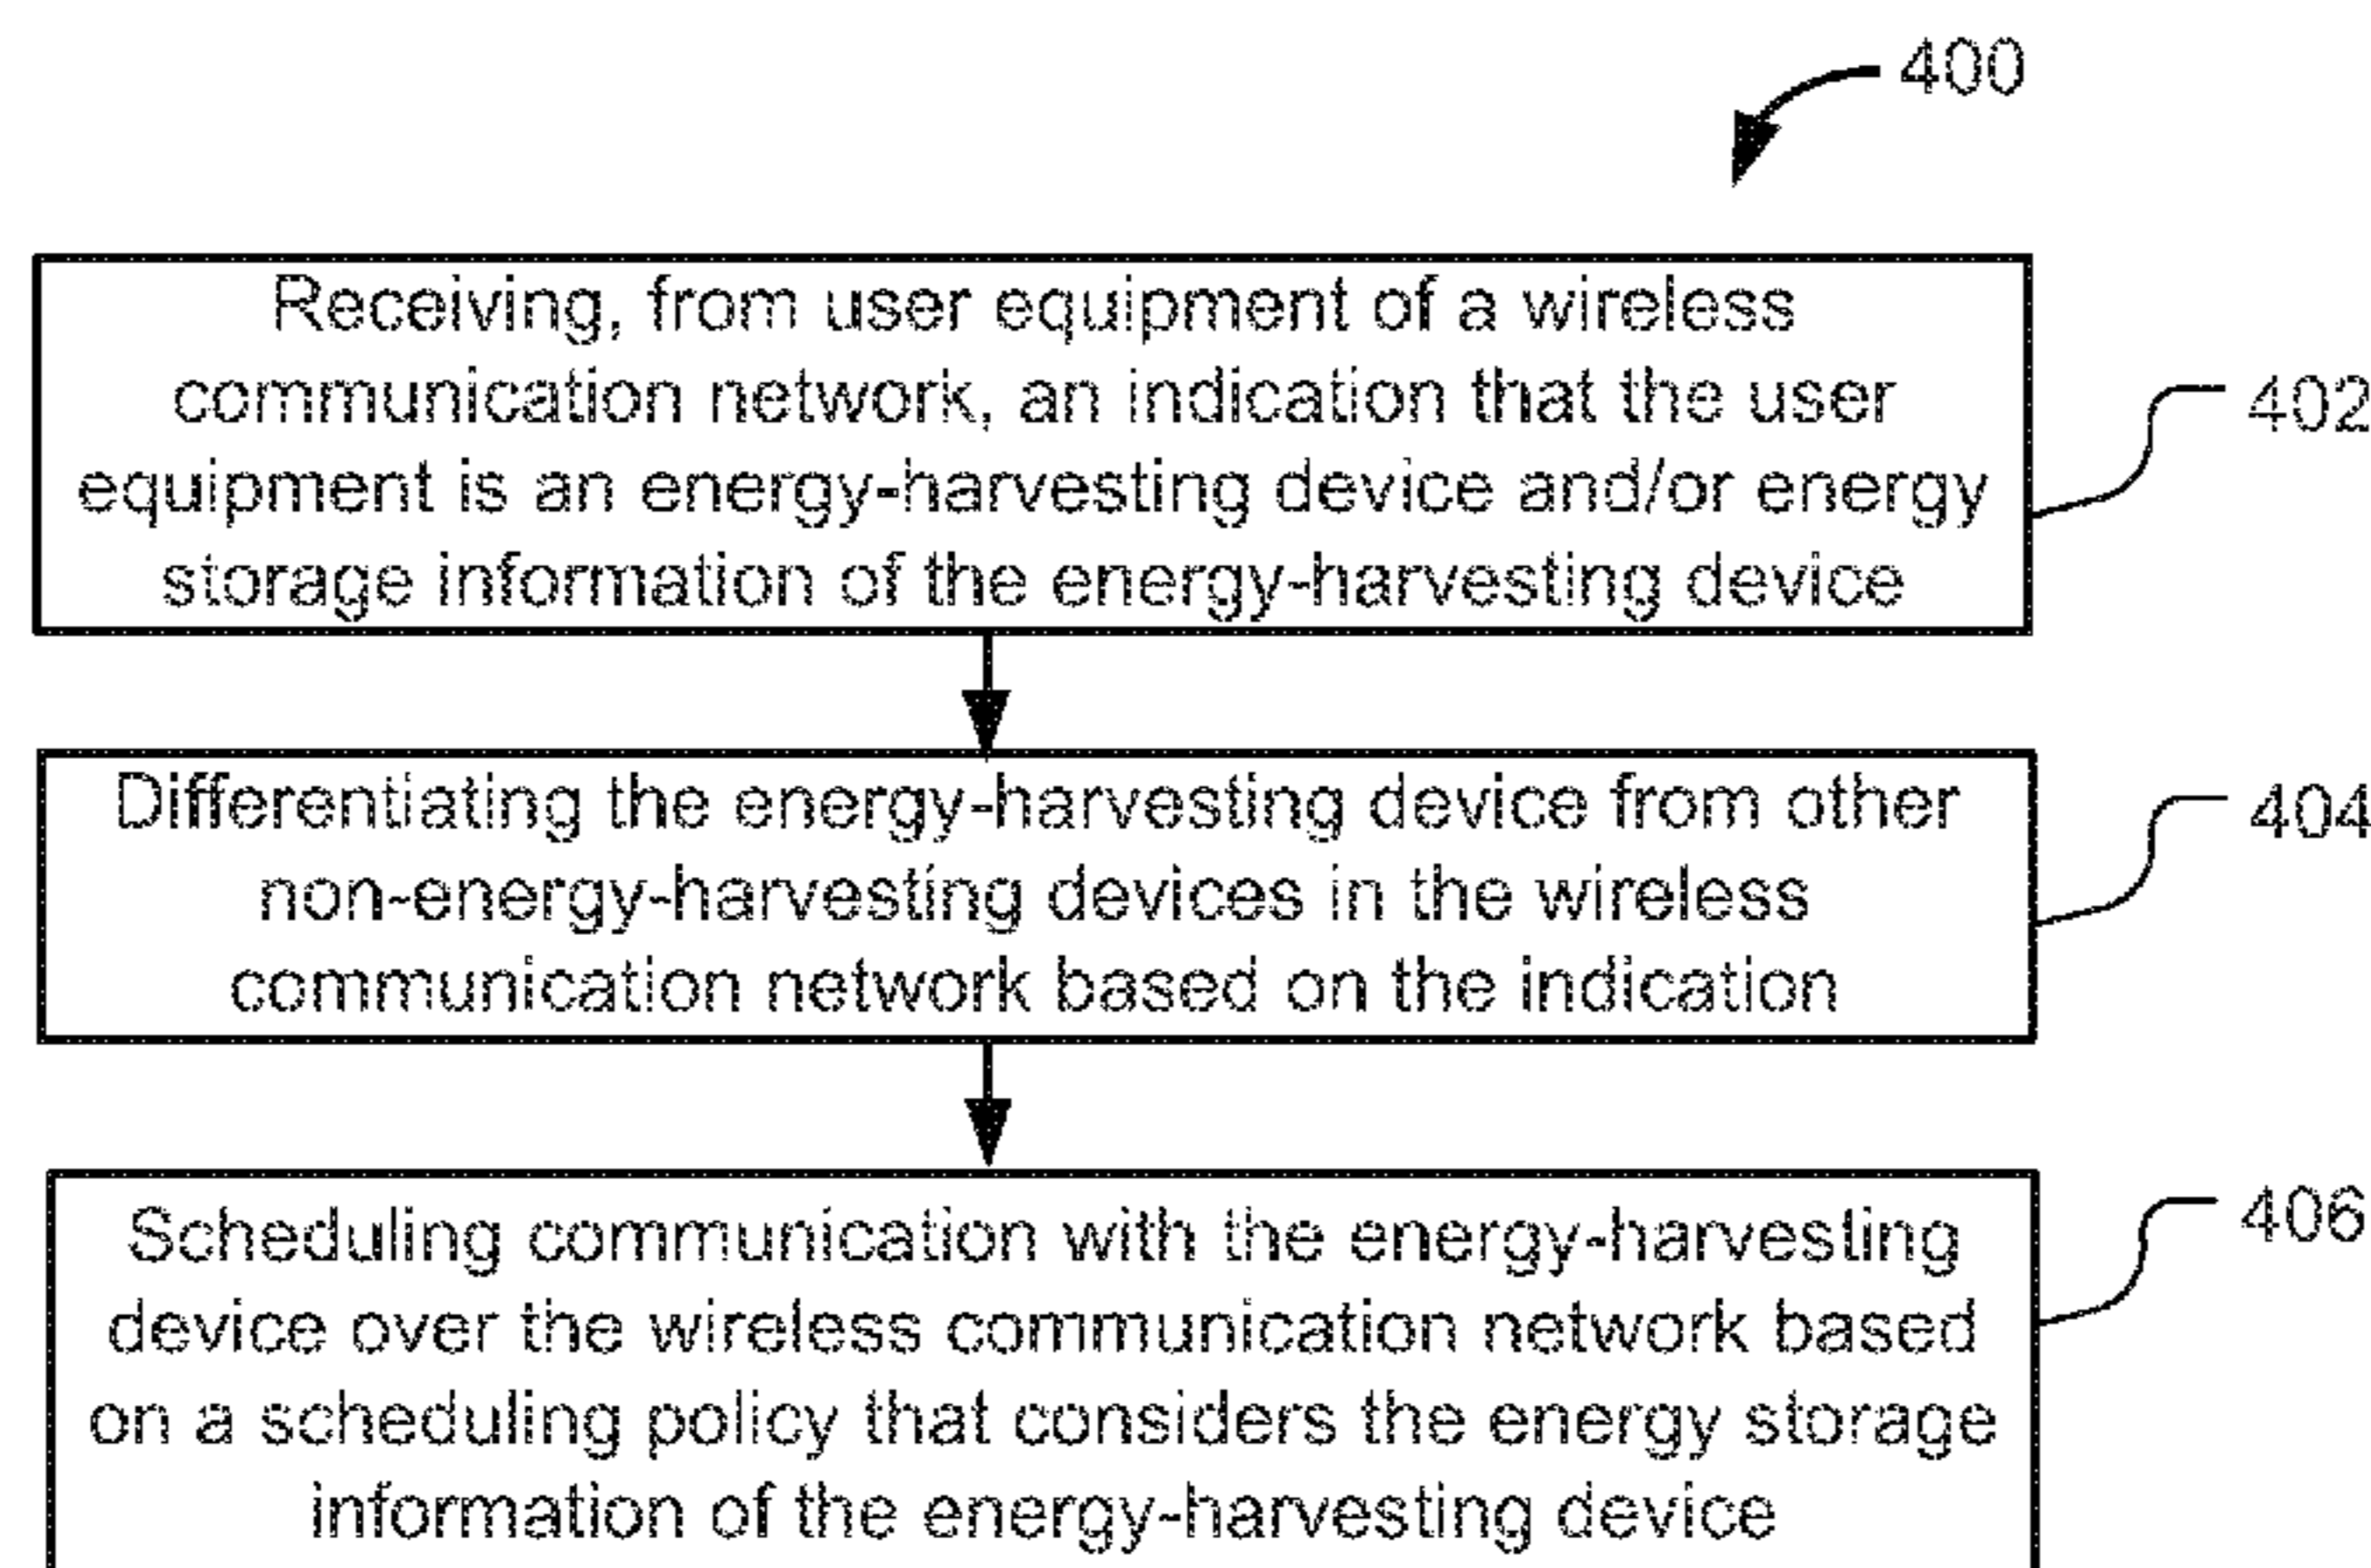 400
Receiving, from user equipment of a wireless
communication network, an indication that the user
equipment is an energy-harvesting device and/or energy
storage information of the energy-harvesting device
402
Differentiating the energy-harvesting device from other
non-energy-harvesting devices in the wireless
communication network based on the indication
404
Scheduling communication with the energy-harvesting
device over the wireless communication network based
on a scheduling policy that considers the energy storage
information of the energy-harvesting device
406